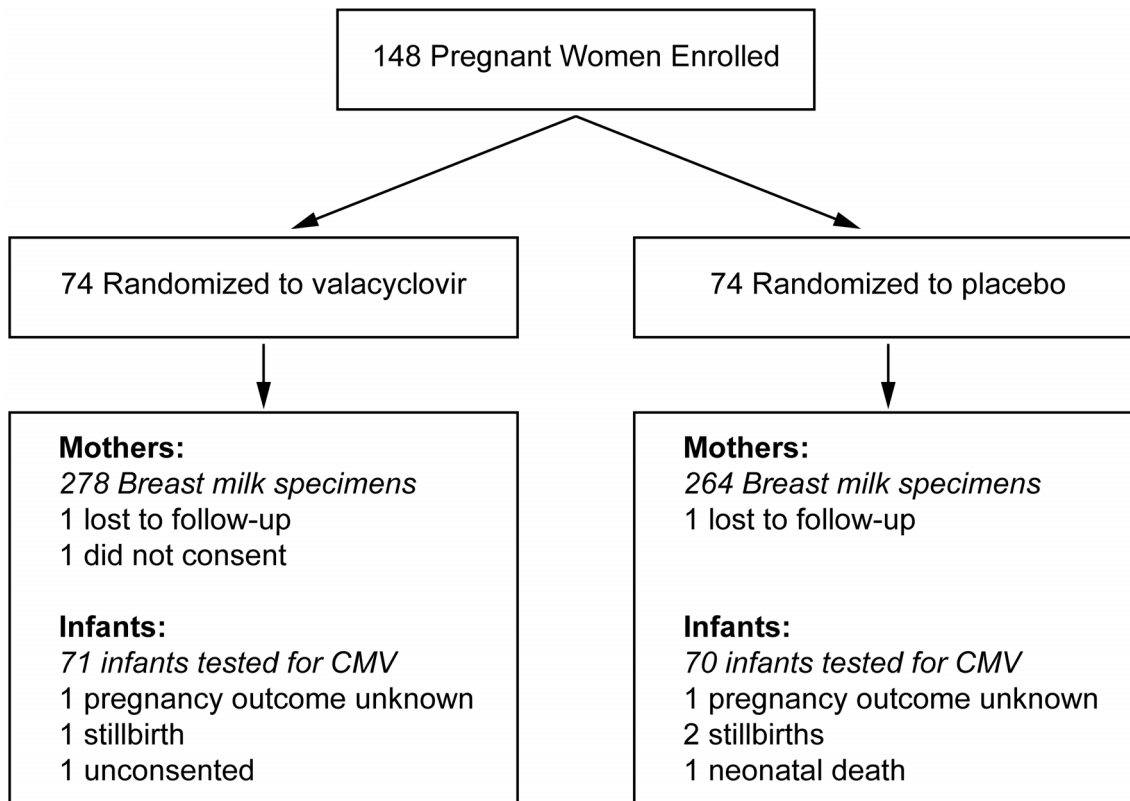 148 Pregnant Women Enrolled
74 Randomized to valacyclovir
74 Randomized to placebo
Mothers:
278 Breast milk specimens
1 lost to follow-up
1 did not consent
Infants:
71 infants tested for CMV
1 pregnancy outcome unknown
1 stillbirth
1 unconsented
Mothers:
264 Breast milk specimens
1 lost to follow-up
Infants:
70 infants tested for CMV
1 pregnancy outcome unknown
2 stillbirths
1 neonatal death